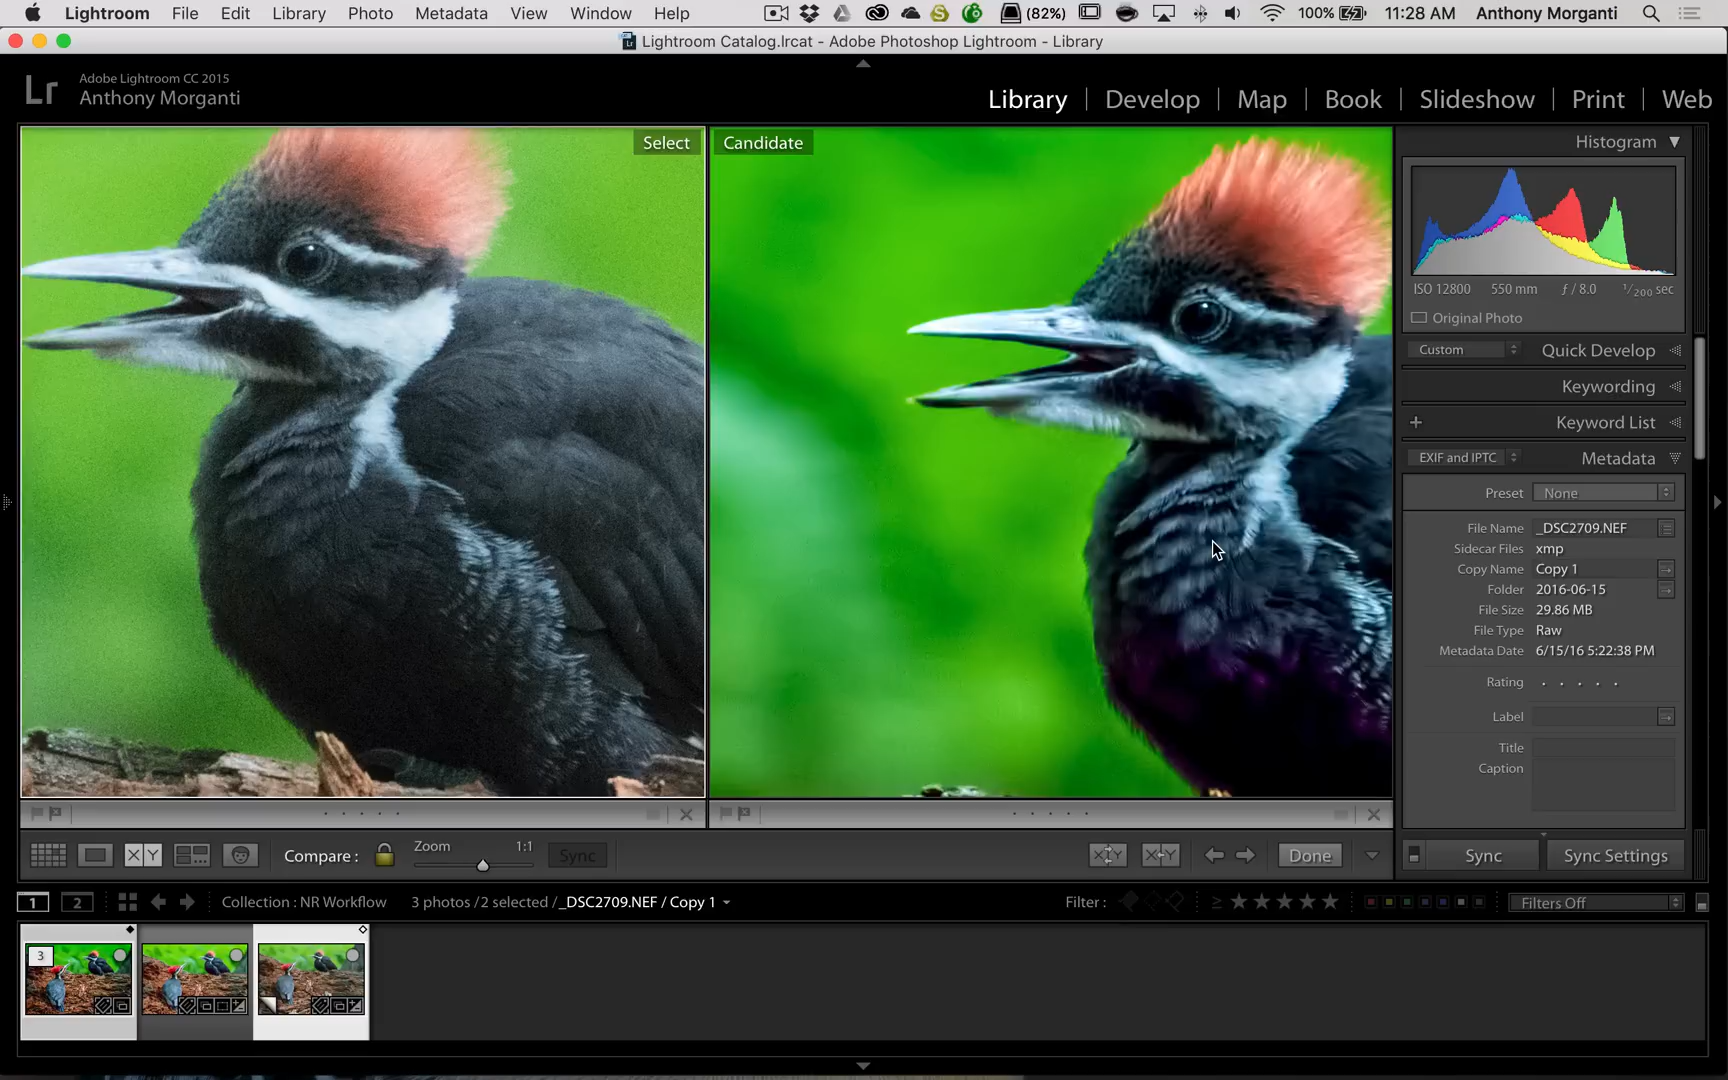 Lightroom File Edit Library Photo Metadata View Window Help (82%) 100% 11:28 AM Anthony Morganti
Lightroom Catalog.lrcat - Adobe Photoshop Lightroom - Library
Lr Adobe Lightroom CC 2015
Anthony Morganti
Library | Develop | Map | Book | Slideshow | Print | Web
Select
Candidate
Histogram
ISO 12800 550 mm ƒ / 8.0 1/200 sec
Original Photo
Custom Quick Develop
Keywording
+ Keyword List
EXIF and IPTC Metadata
Preset None
File Name _DSC2709.NEF
Sidecar Files xmp
Copy Name Copy 1
Folder 2016-06-15
File Size 29.86 MB
File Type Raw
Metadata Date 6/15/16 5:22:38 PM
Rating
Label
Title
Caption
X Y Compare : Zoom 1:1 Sync
X Y X Y Done
Sync Sync Settings
1 2 Collection : NR Workflow 3 photos / 2 selected / _DSC2709.NEF / Copy 1 Filter : ≥ Filters Off
3